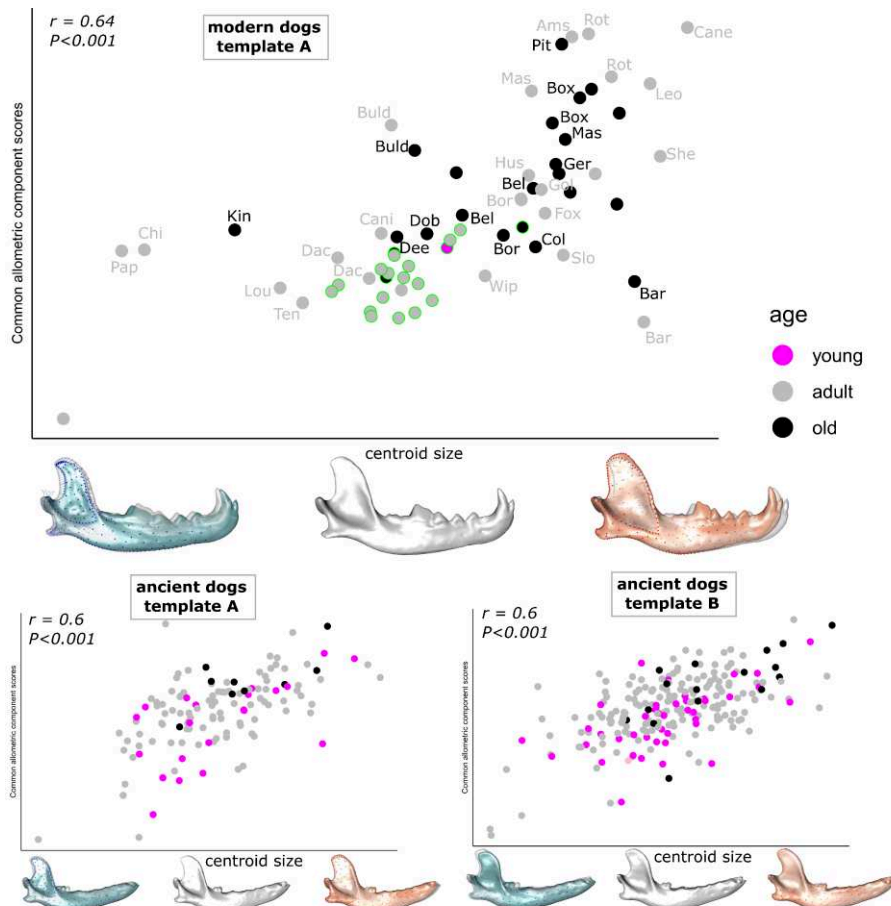 r = 0.64
P<0.001
modern dogs
template A
Common allometric component scores
Ams
Rot
Cane
Pit
Rot
Mas
Box
Leo
Buld
Box
Mas
Buld
She
Hus
Ger
Bel
Gol
Bor
Kin
Bel
Fox
Chi
Cani
Dob
Pap
Dee
Bor
Col
Slo
Dac
Dac
Wip
Lou
Ten
Bar
Bar
age
young
adult
old
centroid size
ancient dogs
template A
r = 0.6
P<0.001
Common allometric component scores
centroid size
ancient dogs
template B
r = 0.6
P<0.001
Common allometric component scores
centroid size